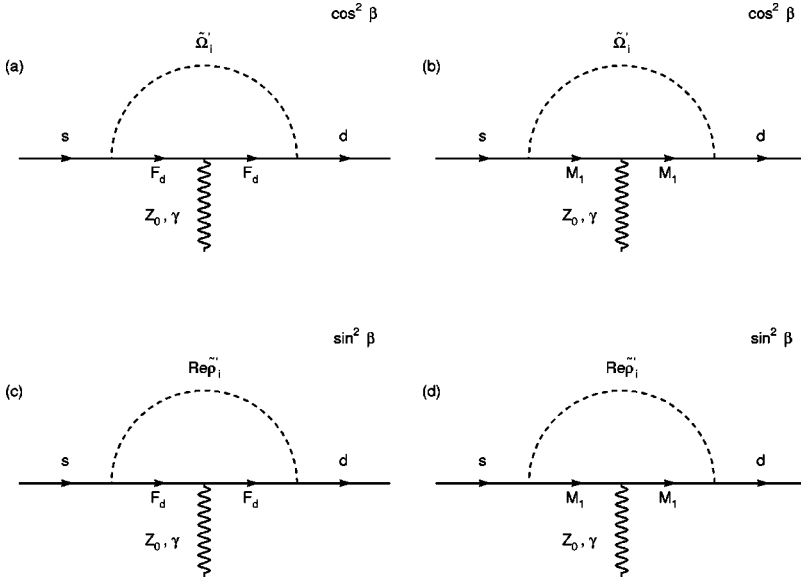 cos² β
(a)
Ω̃'ᵢ
s
d
F_d
F_d
Z₀ , γ
cos² β
(b)
Ω̃'ᵢ
s
d
M₁
M₁
Z₀ , γ
sin² β
(c)
Reρ̃'ᵢ
s
d
F_d
F_d
Z₀ , γ
sin² β
(d)
Reρ̃'ᵢ
s
d
M₁
M₁
Z₀ , γ